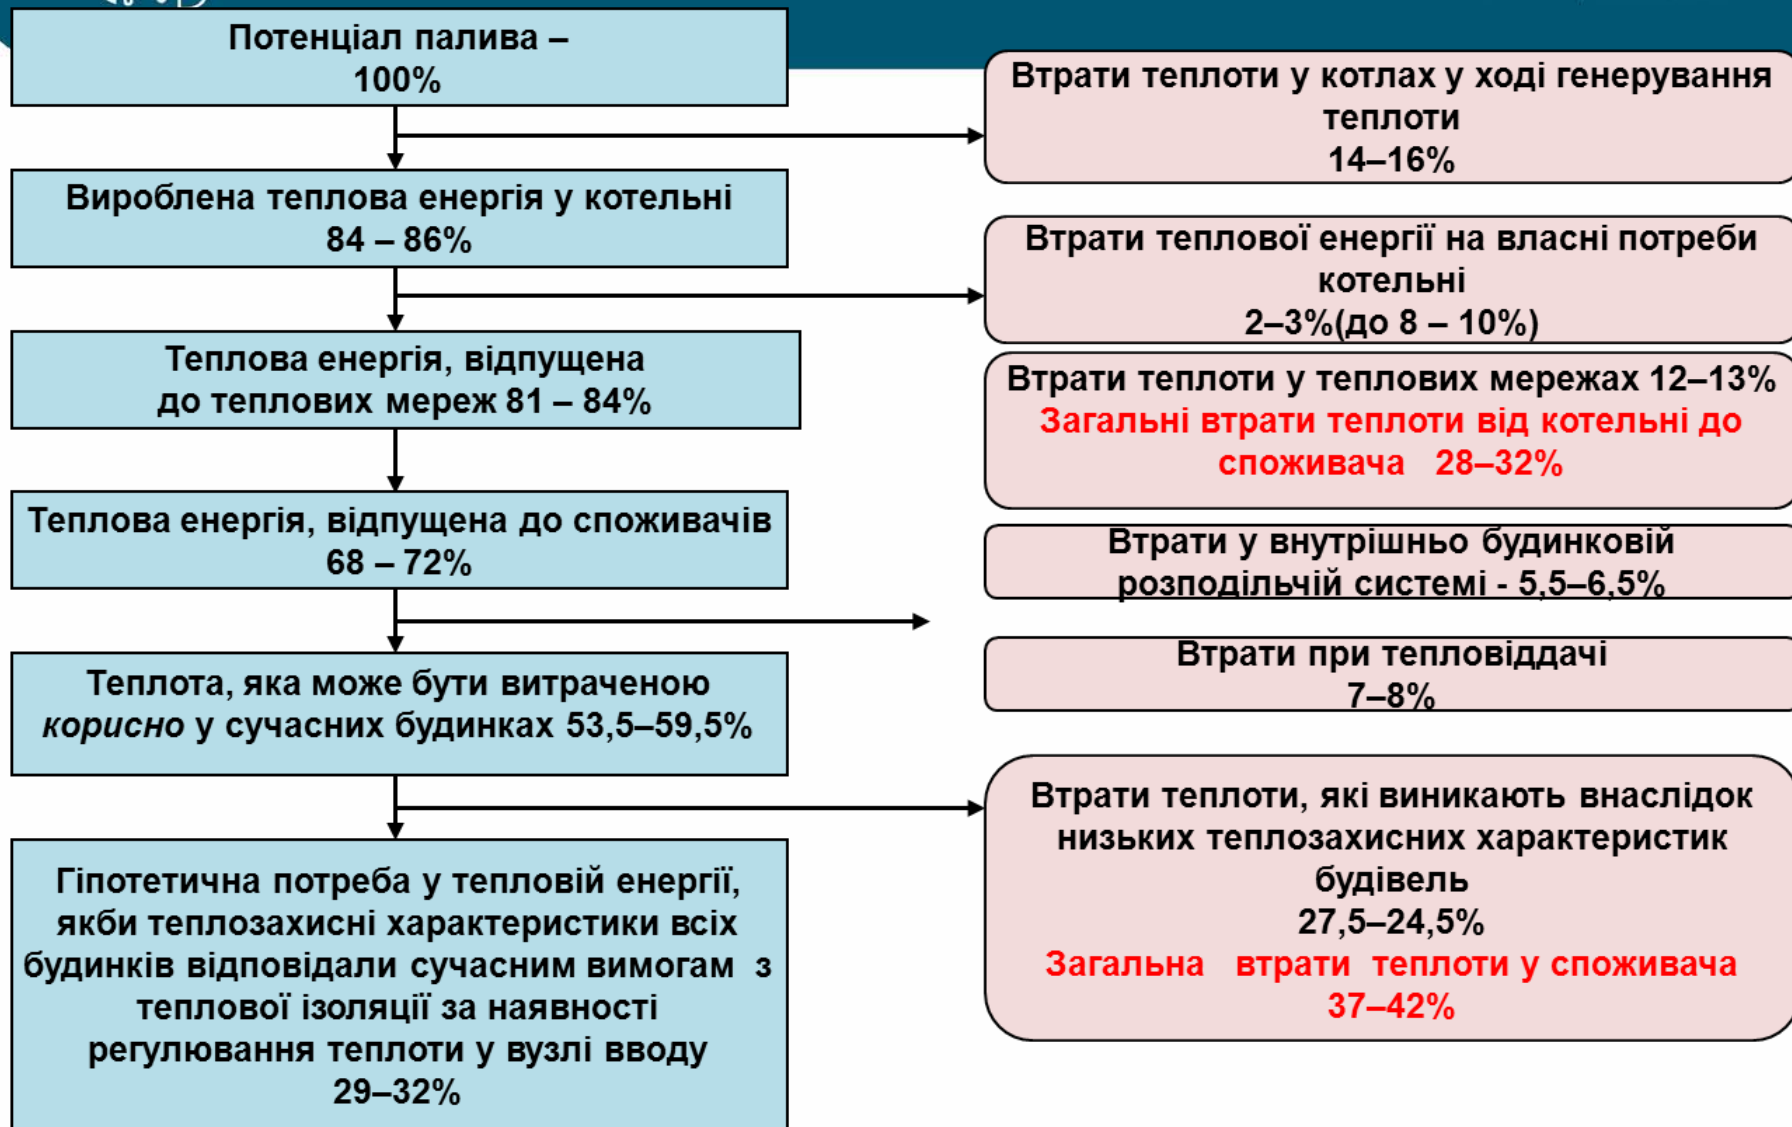 Потенціал палива –
100%
Втрати теплоти у котлах у ході генерування
теплоти
14–16%
Вироблена теплова енергія у котельні
84 – 86%
Втрати теплової енергії на власні потреби
котельні
2–3%(до 8 – 10%)
Теплова енергія, відпущена
до теплових мереж 81 – 84%
Втрати теплоти у теплових мережах 12–13%
Загальні втрати теплоти від котельні до
споживача 28–32%
Теплова енергія, відпущена до споживачів
68 – 72%
Втрати у внутрішньо будинковій
розподільчій системі - 5,5–6,5%
Втрати при тепловіддачі
7–8%
Теплота, яка може бути витраченою
корисно у сучасних будинках 53,5–59,5%
Втрати теплоти, які виникають внаслідок
низьких теплозахисних характеристик
будівель
27,5–24,5%
Загальна втрати теплоти у споживача
37–42%
Гіпотетична потреба у тепловій енергії,
якби теплозахисні характеристики всіх
будинків відповідали сучасним вимогам з
теплової ізоляції за наявності
регулювання теплоти у вузлі вводу
29–32%